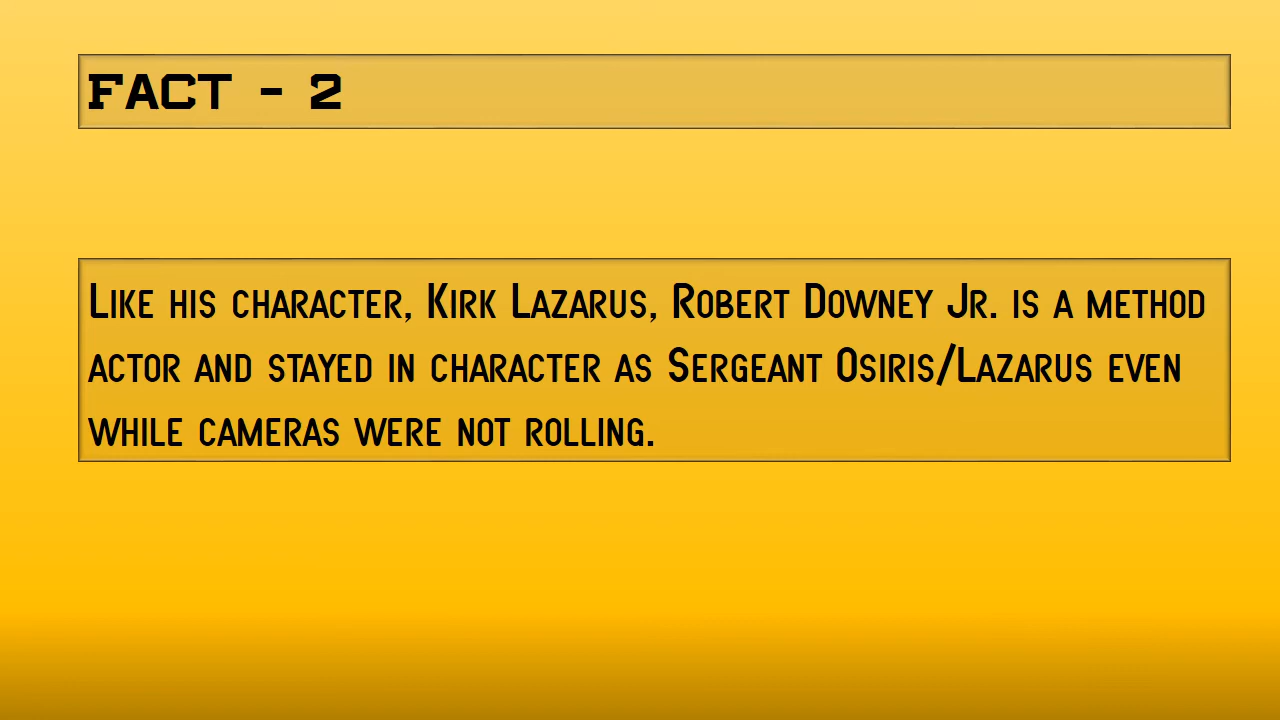 FACT - 2
Like his character, Kirk Lazarus, Robert Downey Jr. is a method
actor and stayed in character as Sergeant Osiris/Lazarus even
while cameras were not rolling.